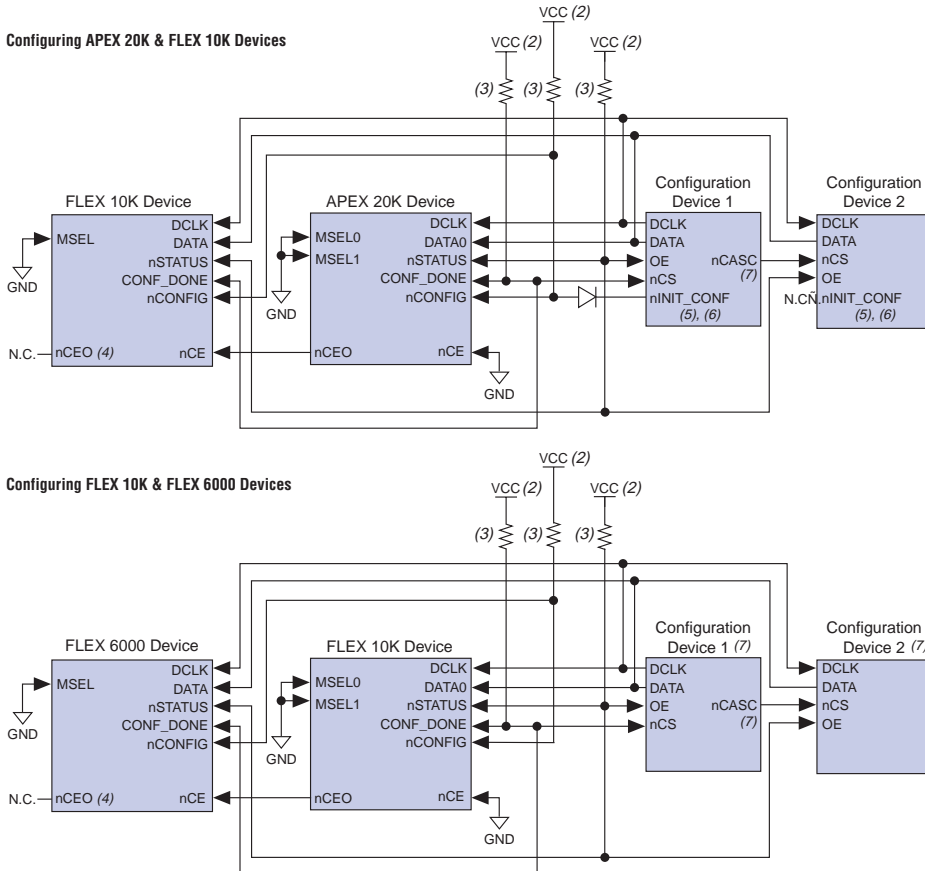 Configuring APEX 20K & FLEX 10K Devices
VCC (2)
VCC (2)
VCC (2)
(3)
(3)
(3)
FLEX 10K Device
MSEL
GND
DCLK
DATA
nSTATUS
CONF_DONE
nCONFIG
N.C.
nCEO (4)
nCE
APEX 20K Device
MSEL0
MSEL1
GND
DCLK
DATA0
nSTATUS
CONF_DONE
nCONFIG
nCEO
nCE
GND
Configuration
Device 1
DCLK
DATA
OE
nCS
nINIT_CONF
(5), (6)
nCASC
(7)
Configuration
Device 2
DCLK
DATA
nCS
OE
N.CÑ.
nINIT_CONF
(5), (6)
Configuring FLEX 10K & FLEX 6000 Devices
VCC (2)
VCC (2)
VCC (2)
(3)
(3)
(3)
FLEX 6000 Device
MSEL
GND
DCLK
DATA
nSTATUS
CONF_DONE
nCONFIG
N.C.
nCEO (4)
nCE
FLEX 10K Device
MSEL0
MSEL1
GND
DCLK
DATA0
nSTATUS
CONF_DONE
nCONFIG
nCEO
nCE
GND
Configuration
Device 1 (7)
DCLK
DATA
OE
nCS
nCASC
(7)
Configuration
Device 2 (7)
DCLK
DATA
nCS
OE